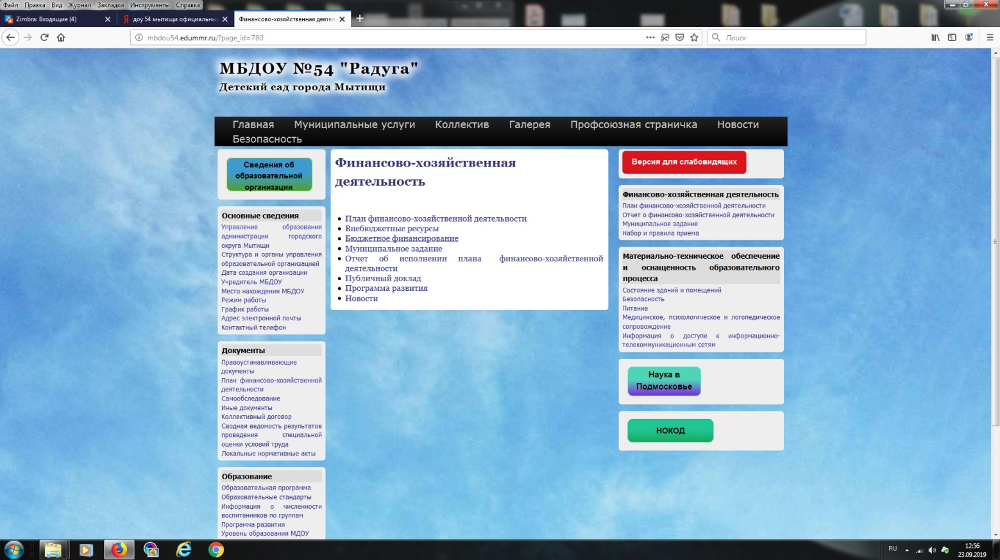 Файл Правка Вид Журнал Закладки Инструменты Справка
Zimbra: Входящие (4)
доу 54 мытищи официальны
Финансово-хозяйственная деятел
mbdou54.edummr.ru/?page_id=780
Поиск
МБДОУ №54 "Радуга"
Детский сад города Мытищи
Главная Муниципальные услуги Коллектив Галерея Профсоюзная страничка Новости
Безопасность
Сведения об
образовательной
организации
Основные сведения
Управление образования
администрации городского
округа Мытищи
Структура и органы управления
образовательной организацией
Дата создания организации
Учредитель МБДОУ
Место нахождения МБДОУ
Режим работы
График работы
Адрес электронной почты
Контактный телефон
Документы
Правоустанавливающие
документы
План финансово-хозяйственной
деятельности
Самообследование
Иные документы
Коллективный договор
Сводная ведомость результатов
проведения специальной
оценки условий труда
Локальные нормативные акты
Образование
Образовательная программа
Образовательные стандарты
Информация о численности
воспитанников по группам
Программа развития
Уровень образования МДОУ
Финансово-хозяйственная
деятельность
План финансово-хозяйственной деятельности
Внебюджетные ресурсы
Бюджетное финансирование
Муниципальное задание
Отчет об исполнении плана финансово-хозяйственной
деятельности
Публичный доклад
Программа развития
Новости
Версия для слабовидящих
Финансово-хозяйственная деятельность
План финансово-хозяйственной деятельности
Отчет о финансово-хозяйственной деятельности
Муниципальное задание
Набор и правила приема
Материально-техническое обеспечение
и оснащенность образовательного
процесса
Состояние зданий и помещений
Безопасность
Питание
Медицинское, психологическое и логопедическое
сопровождение
Информация о доступе к информационно-
телекоммуникационным сетям
Наука в
Подмосковье
НОКОД
RU
12:56
23.09.2019